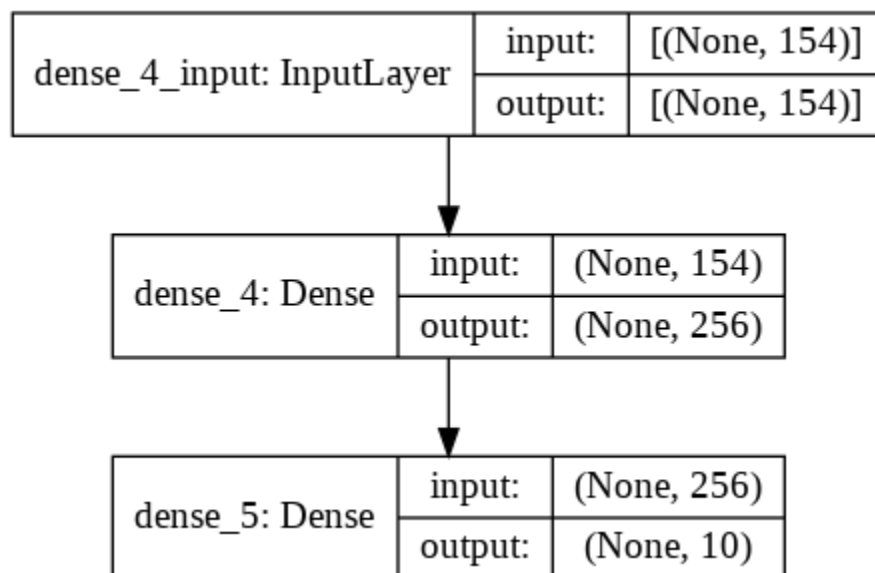 dense_4_input: InputLayer
input: [(None, 154)]
output: [(None, 154)]
dense_4: Dense
input: (None, 154)
output: (None, 256)
dense_5: Dense
input: (None, 256)
output: (None, 10)